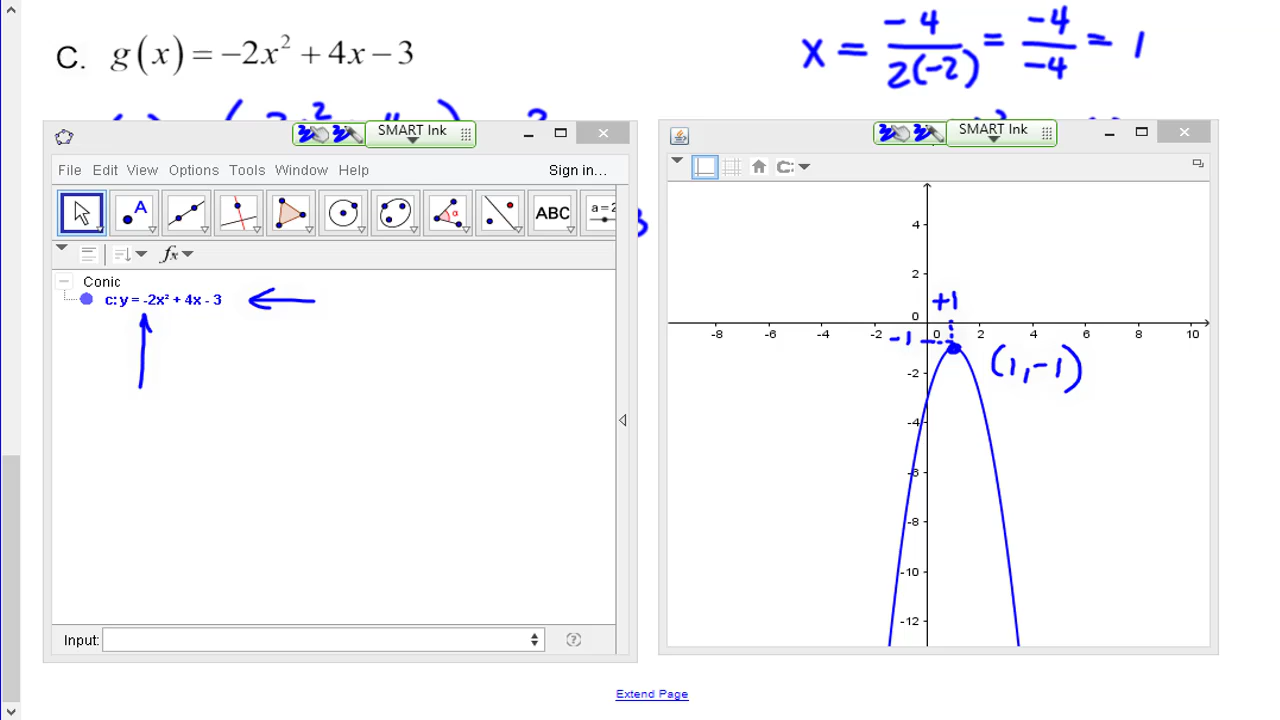 C. g(x) = −2x² + 4x − 3
x = -4 / 2(-2) = -4 / -4 = 1
SMART Ink
File Edit View Options Tools Window Help Sign in...
A ABC a = 2
fx
Conic
c: y = -2x² + 4x - 3
Input:
SMART Ink
4
2
0
+1
-8 -6 -4 -2 0 2 4 6 8 10
-1
(1, -1)
-2
-4
-6
-8
-10
-12
Extend Page